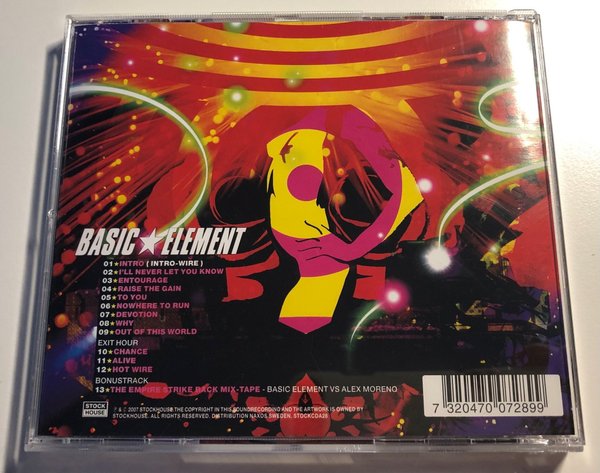 BASIC★ELEMENT
01★INTRO ( INTRO-WIRE )
02★I'LL NEVER LET YOU KNOW
03★ENTOURAGE
04★RAISE THE GAIN
05★TO YOU
06★NOWHERE TO RUN
07★DEVOTION
08★WHY
09★OUT OF THIS WORLD
EXIT HOUR
10★CHANCE
11★ALIVE
12★HOT WIRE
BONUSTRACK
13★THE EMPIRE STRIKE BACK MIX-TAPE - BASIC ELEMENT VS ALEX MORENO
STOCK
HOUSE
℗ & © 2007 STOCKHOUSE. THE COPYRIGHT IN THIS SOUNDRECORDING AND THE ARTWORK IS OWNED BY
STOCKHOUSE. ALL RIGHTS RESERVED. DISTRIBUTION NAXOS SWEDEN. STOCKCDA28
7 320470 072899